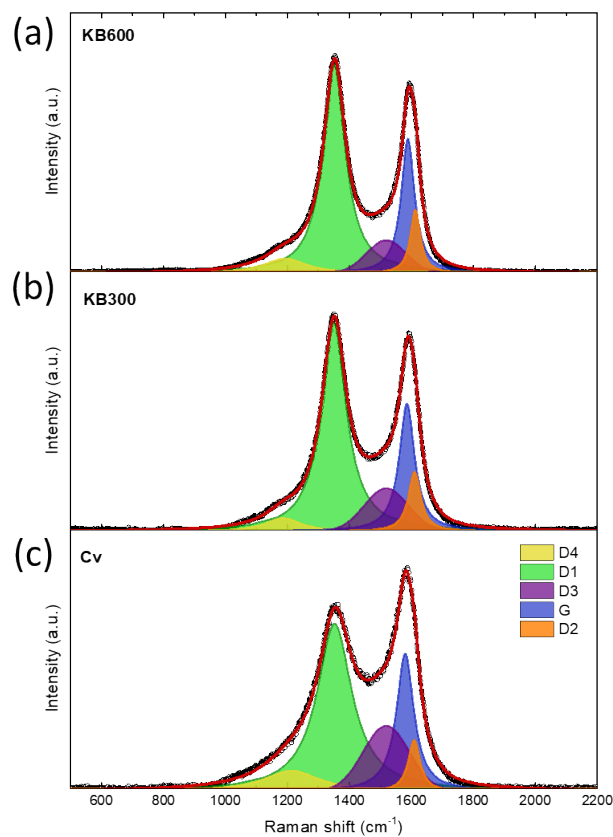 (a)
KB600
Intensity (a.u.)
(b)
KB300
Intensity (a.u.)
(c)
Cv
D4
D1
D3
G
D2
Intensity (a.u.)
600 800 1000 1200 1400 1600 1800 2000 2200
Raman shift (cm⁻¹)